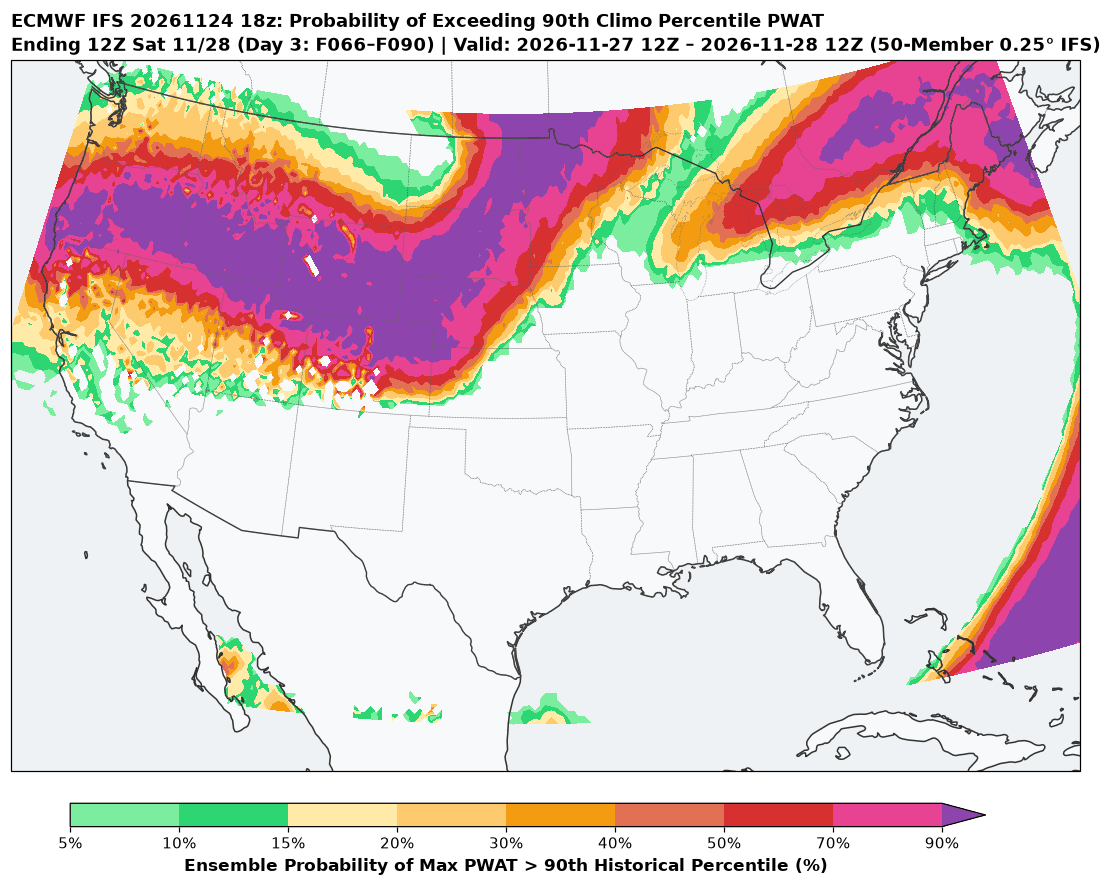 ECMWF IFS 20261124 18z: Probability of Exceeding 90th Climo Percentile PWAT
Ending 12Z Sat 11/28 (Day 3: F066–F090) | Valid: 2026-11-27 12Z – 2026-11-28 12Z (50-Member 0.25° IFS)
5% 10% 15% 20% 30% 40% 50% 70% 90%
Ensemble Probability of Max PWAT > 90th Historical Percentile (%)